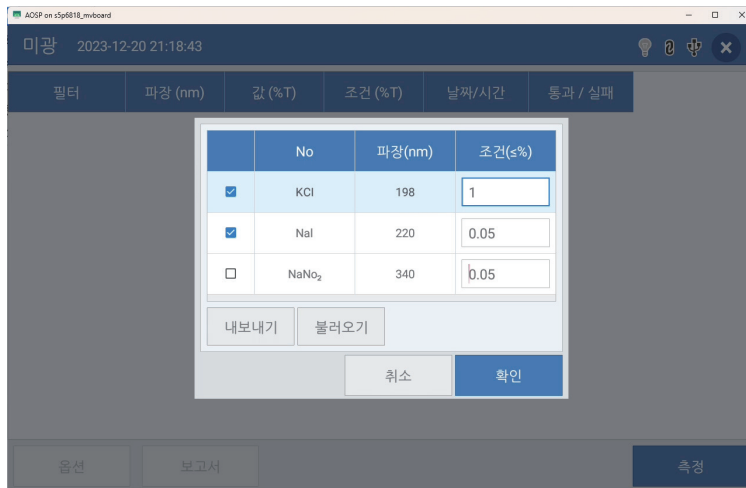 AOSP on s5p6818_mvboard
미광 2023-12-20 21:18:43
필터 파장 (nm) 값 (%T) 조건 (%T) 날짜/시간 통과 / 실패
No 파장(nm) 조건(≤%)
KCl 198 1
NaI 220 0.05
NaNo₂ 340 0.05
내보내기 불러오기
취소 확인
옵션 보고서 측정